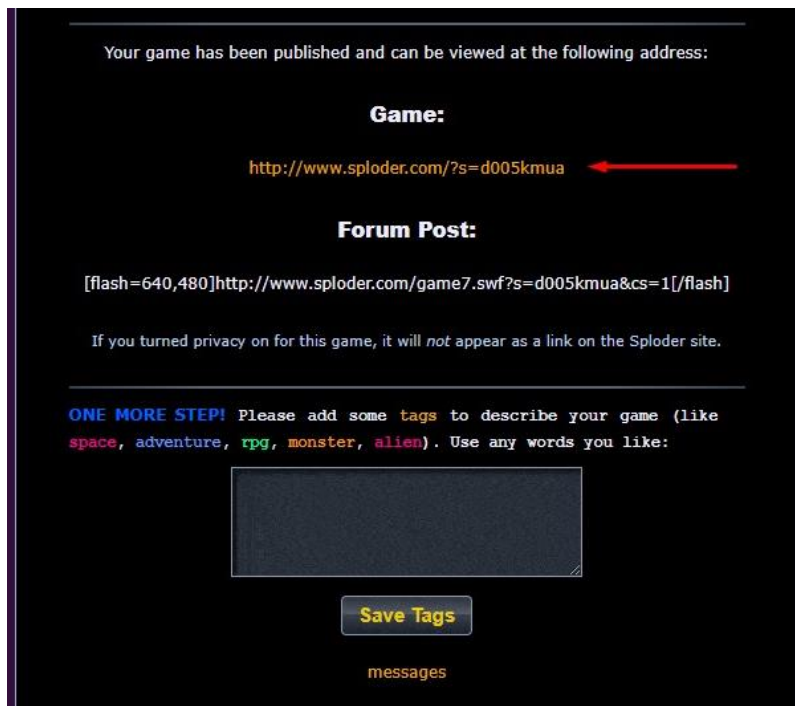 Your game has been published and can be viewed at the following address:
Game:
http://www.sploder.com/?s=d005kmua
Forum Post:
[flash=640,480]http://www.sploder.com/game7.swf?s=d005kmua&cs=1[/flash]
If you turned privacy on for this game, it will not appear as a link on the Sploder site.
ONE MORE STEP! Please add some tags to describe your game (like
space, adventure, rpg, monster, alien). Use any words you like:
Save Tags
messages